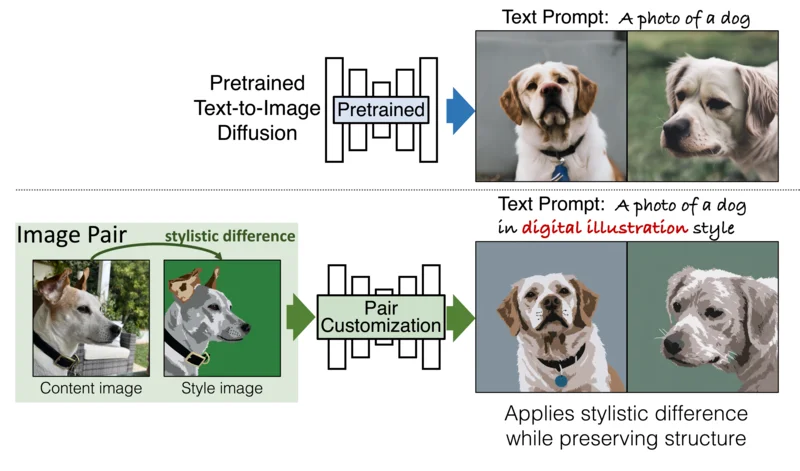 Text Prompt: A photo of a dog
Pretrained
Text-to-Image
Diffusion
Pretrained
Text Prompt: A photo of a dog
in digital illustration style
Image Pair
stylistic difference
Pair
Customization
Content image
Style image
Applies stylistic difference
while preserving structure